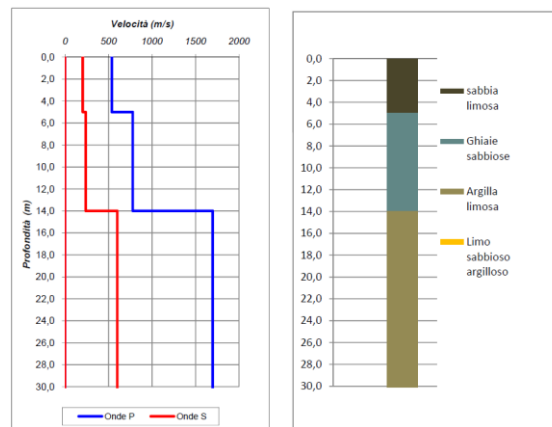 Velocità (m/s)
0 500 1000 1500 2000
0,0
2,0
4,0
6,0
8,0
10,0
12,0
14,0
16,0
18,0
20,0
22,0
24,0
26,0
28,0
30,0
Profondità (m)
Onde P Onde S
0,0
2,0
4,0
6,0
8,0
10,0
12,0
14,0
16,0
18,0
20,0
22,0
24,0
26,0
28,0
30,0
sabbia
limosa
Ghiaie
sabbiose
Argilla
limosa
Limo
sabbioso
argilloso